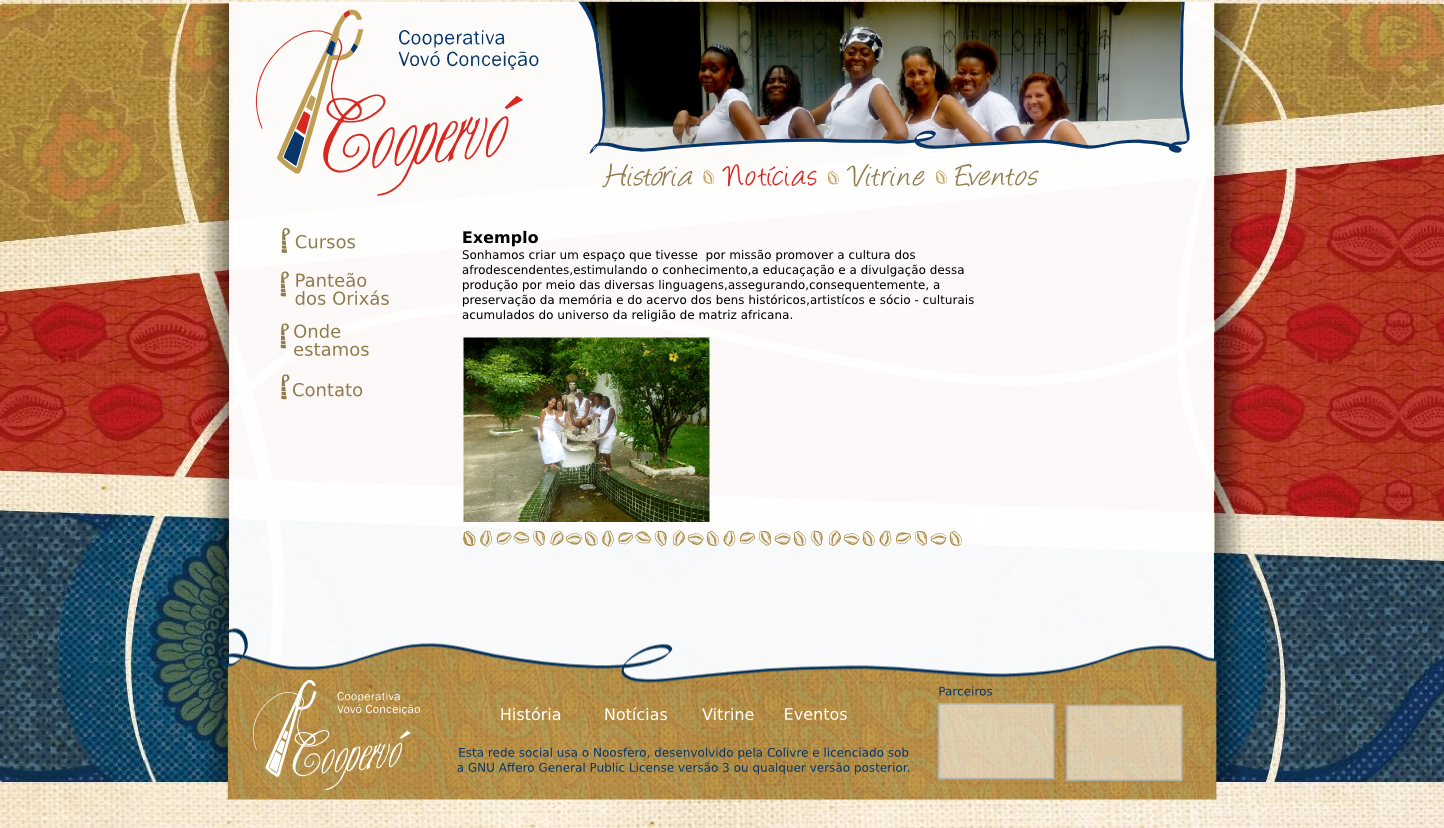 Cooperativa
Vovó Conceição
Coopervó
História Notícias Vitrine Eventos
Cursos
Panteão
dos Orixás
Onde
estamos
Contato
Exemplo
Sonhamos criar um espaço que tivesse  por missão promover a cultura dos
afrodescendentes,estimulando o conhecimento,a educaçação e a divulgação dessa
produção por meio das diversas linguagens,assegurando,consequentemente, a
preservação da memória e do acervo dos bens históricos,artistícos e sócio - culturais
acumulados do universo da religião de matriz africana.
Cooperativa
Vovó Conceição
Coopervó
História Notícias Vitrine Eventos
Esta rede social usa o Noosfero, desenvolvido pela Colivre e licenciado sob
a GNU Affero General Public License versão 3 ou qualquer versão posterior.
Parceiros